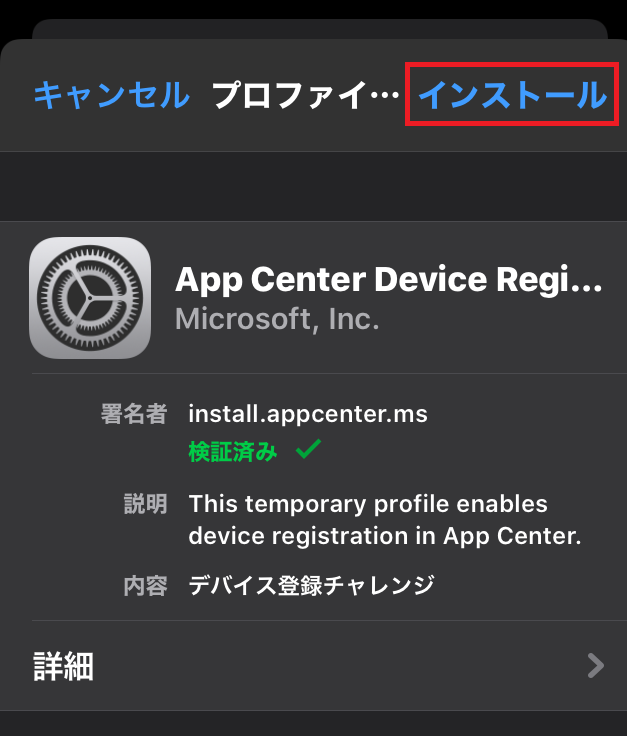 キャンセル プロファイ… インストール
App Center Device Regi...
Microsoft, Inc.
署名者 install.appcenter.ms
検証済み
説明 This temporary profile enables
device registration in App Center.
内容 デバイス登録チャレンジ
詳細